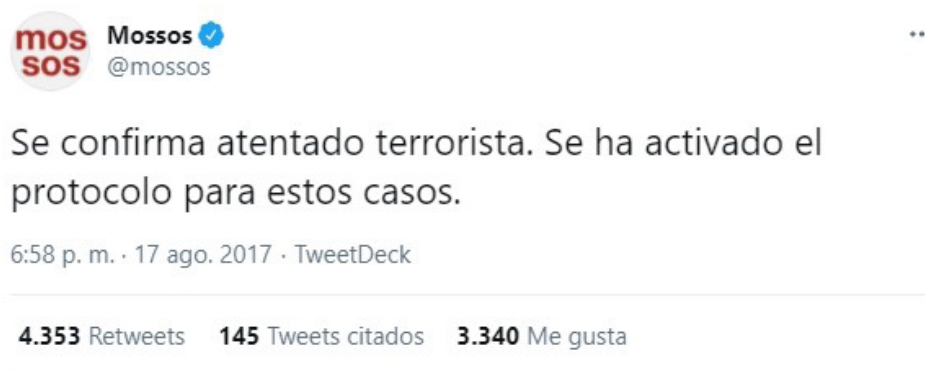 mos
sos
Mossos
@mossos
Se confirma atentado terrorista. Se ha activado el
protocolo para estos casos.
6:58 p. m. · 17 ago. 2017 · TweetDeck
4.353 Retweets 145 Tweets citados 3.340 Me gusta